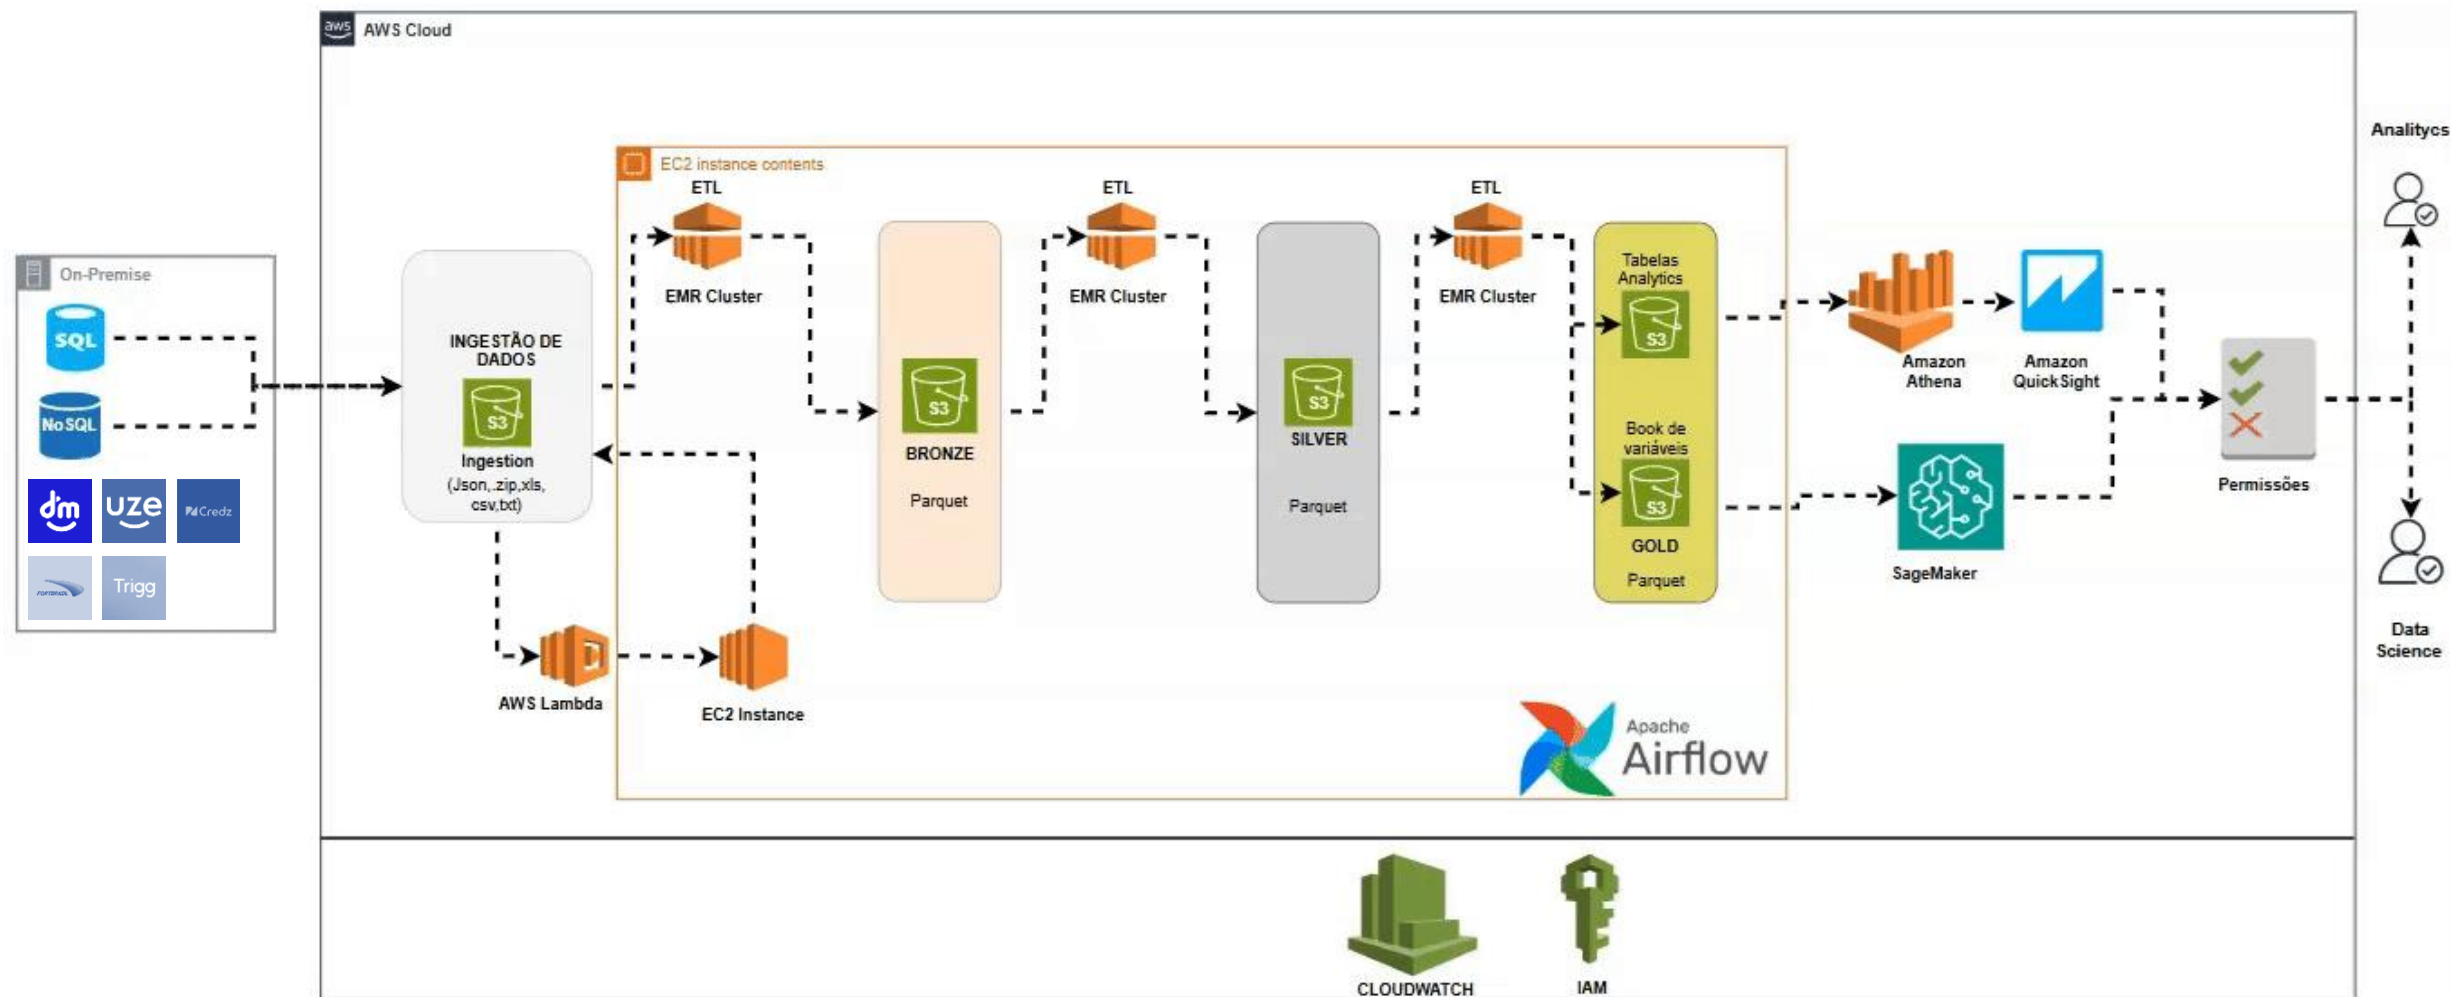 aws
AWS Cloud
On-Premise
SQL
NoSQL
dm
uze
Credz
FORTBRASIL
Trigg
INGESTÃO DE
DADOS
S3
Ingestion
(Json,.zip,xls,
csv,txt)
AWS Lambda
EC2 Instance
EC2 instance contents
ETL
EMR Cluster
S3
BRONZE
Parquet
ETL
EMR Cluster
S3
SILVER
Parquet
ETL
EMR Cluster
Tabelas
Analytics
S3
Book de
variáveis
S3
GOLD
Parquet
Apache
Airflow
Amazon
Athena
Amazon
QuickSight
SageMaker
Permissões
Analitycs
Data
Science
CLOUDWATCH
IAM